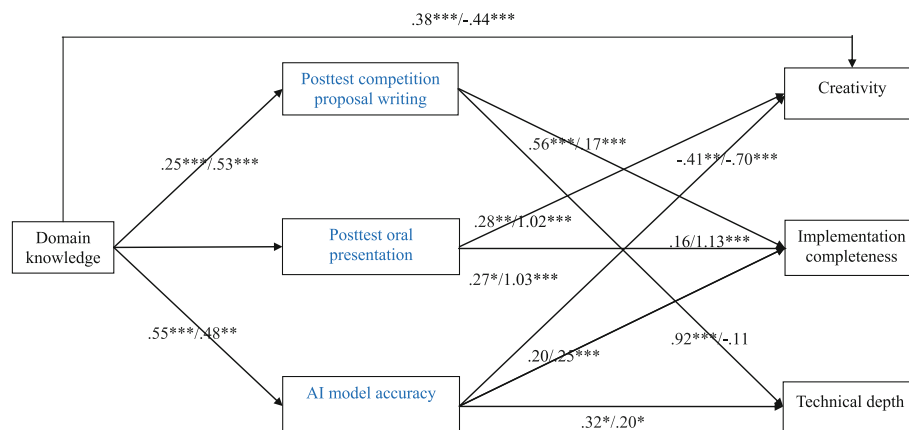 .38***/-.44***
Posttest competition
proposal writing
Creativity
.56***/.17***
-.41**/-.70***
.25***/.53***
Domain
knowledge
Posttest oral
presentation
.28**/1.02***
.16/1.13***
Implementation
completeness
.27*/1.03***
.55***/.48**
.20/.25***
.92***/-.11
AI model accuracy
.32*/.20*
Technical depth